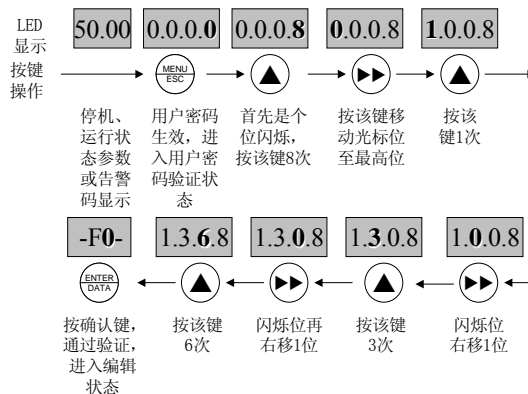 LED
显示
50.00 0.0.0.0 0.0.0.8 0.0.0.8 1.0.0.8
按键
操作
MENU
ESC
停机、
运行状
态参数
或告警
码显示
用户密码
生效，进
入用户密
码验证状
态
首先是个
位闪烁，
按该键8次
按该键移
动光标位
至最高位
按该
键1次
-F0- 1.3.6.8 1.3.0.8 1.3.0.8 1.0.0.8
ENTER
DATA
按确认键，
通过验证，
进入编辑
状态
按该键
6次
闪烁位再
右移1位
按该键
3次
闪烁位
右移1位